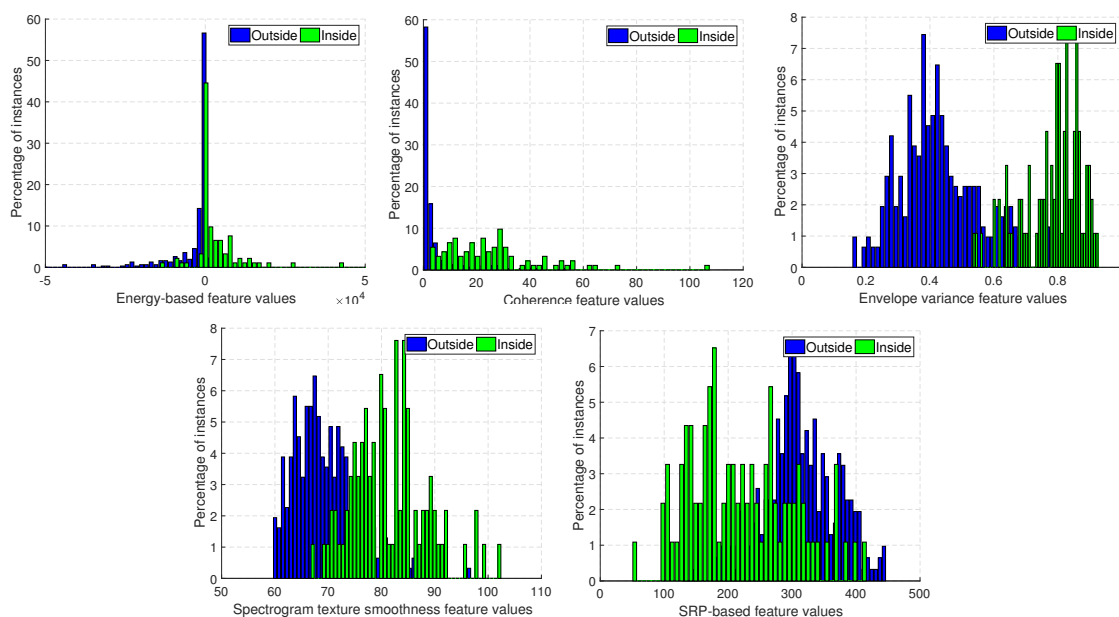 60
50
40
30
20
10
0
Percentage of instances
Outside Inside
-5 0 5
Energy-based feature values ×10⁴
60
50
40
30
20
10
0
Percentage of instances
Outside Inside
0 20 40 60 80 100 120
Coherence feature values
8
7
6
5
4
3
2
1
0
Percentage of instances
Outside Inside
0 0.2 0.4 0.6 0.8
Envelope variance feature values
8
7
6
5
4
3
2
1
0
Percentage of instances
Outside Inside
50 60 70 80 90 100 110
Spectrogram texture smoothness feature values
7
6
5
4
3
2
1
0
Percentage of instances
Outside Inside
0 100 200 300 400 500
SRP-based feature values